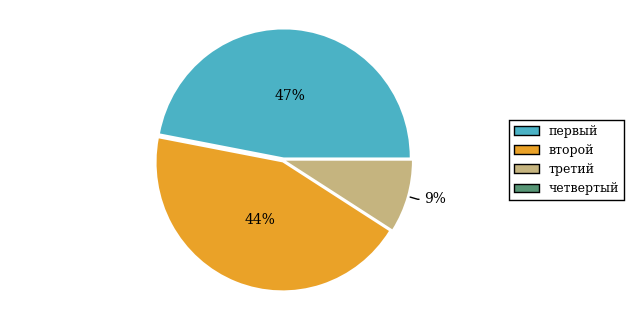 47%
44%
9%
первый
второй
третий
четвертый